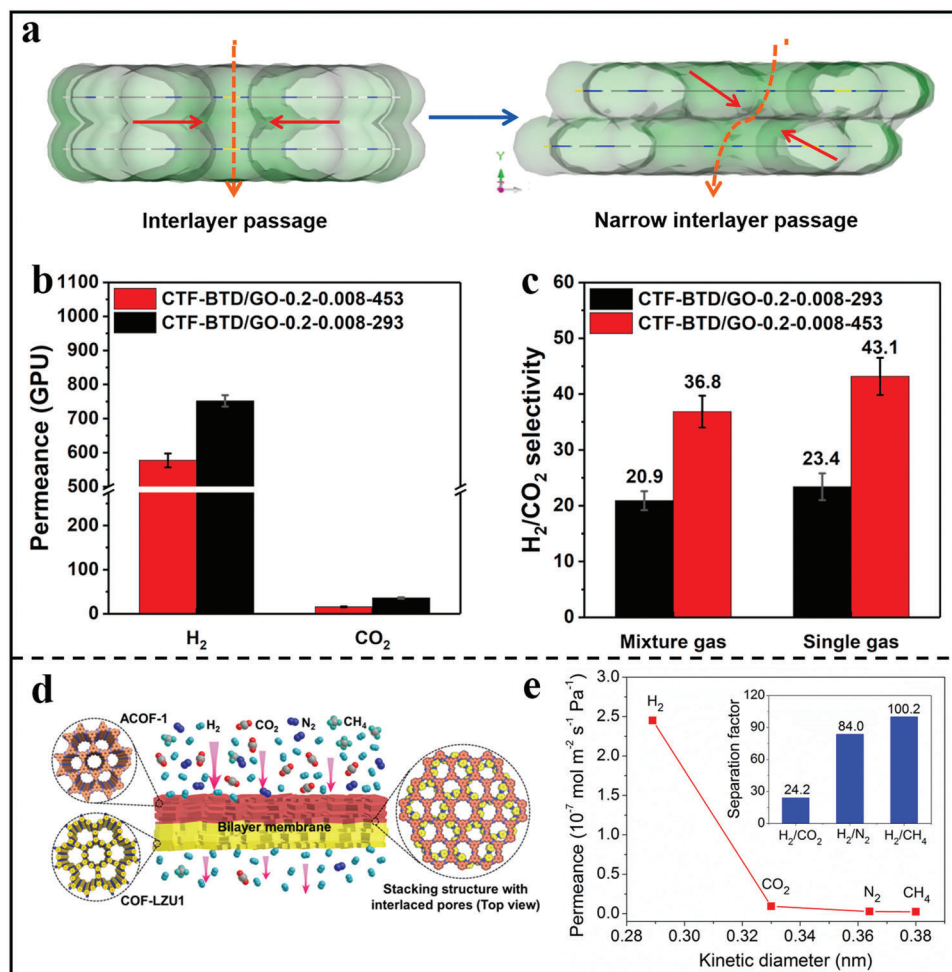 a
Interlayer passage
Y
Narrow interlayer passage
b
CTF-BTD/GO-0.2-0.008-453
CTF-BTD/GO-0.2-0.008-293
Permeance (GPU)
1100
1000
900
800
700
600
500
200
100
0
H₂
CO₂
c
CTF-BTD/GO-0.2-0.008-293
CTF-BTD/GO-0.2-0.008-453
H₂/CO₂ selectivity
60
50
40
30
20
10
0
20.9
36.8
23.4
43.1
Mixture gas
Single gas
d
ACOF-1
H₂
CO₂
N₂
CH₄
Bilayer membrane
COF-LZU1
Stacking structure with
interlaced pores (Top view)
e
Permeance (10⁻⁷ mol m⁻² s⁻¹ Pa⁻¹)
3.0
2.5
2.0
1.5
1.0
0.5
0.0
H₂
CO₂
N₂
CH₄
0.28
0.30
0.32
0.34
0.36
0.38
Kinetic diameter (nm)
Separation factor
120
90
60
30
0
24.2
84.0
100.2
H₂/CO₂
H₂/N₂
H₂/CH₄